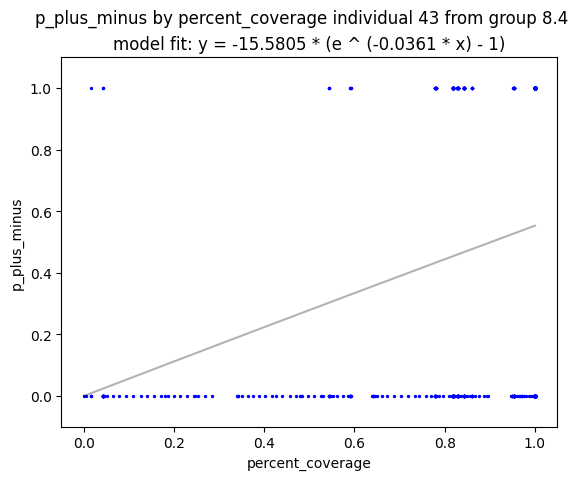 p_plus_minus by percent_coverage individual 43 from group 8.4
model fit: y = -15.5805 * (e ^ (-0.0361 * x) - 1)
1.0
0.8
0.6
0.4
0.2
0.0
p_plus_minus
0.0 0.2 0.4 0.6 0.8 1.0
percent_coverage